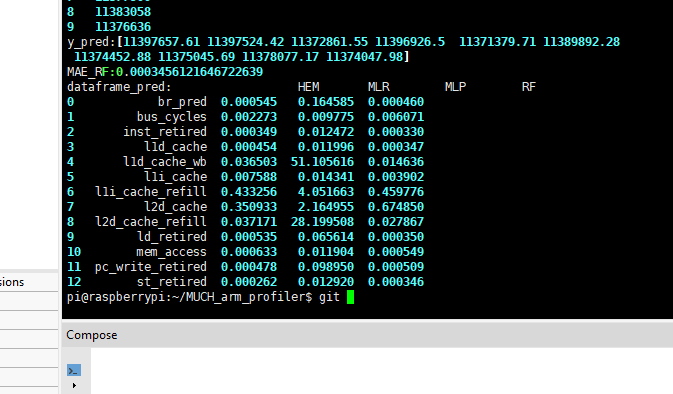 8   11383058
9   11376636
y_pred:[11397657.61 11397524.42 11372861.55 11396926.5  11371379.71 11389892.28
 11374452.88 11375045.69 11378077.17 11374047.98]
MAE_RF:0.0003456121646722639
dataframe_pred:                  HEM       MLR       MLP        RF
0            br_pred  0.000545   0.164585  0.000460
1         bus_cycles  0.002273   0.009775  0.006071
2       inst_retired  0.000349   0.012472  0.000330
3          l1d_cache  0.000454   0.011996  0.000347
4       l1d_cache_wb  0.036503  51.105616  0.014636
5          l1i_cache  0.007588   0.014341  0.003902
6   l1i_cache_refill  0.433256   4.051663  0.459776
7          l2d_cache  0.350933   2.164955  0.674850
8   l2d_cache_refill  0.037171  28.199508  0.027867
9         ld_retired  0.000535   0.065614  0.000350
10        mem_access  0.000633   0.011904  0.000549
11  pc_write_retired  0.000478   0.098950  0.000509
12        st_retired  0.000262   0.012920  0.000346
pi@raspberrypi:~/MUCH_arm_profiler$ git
sions
Compose